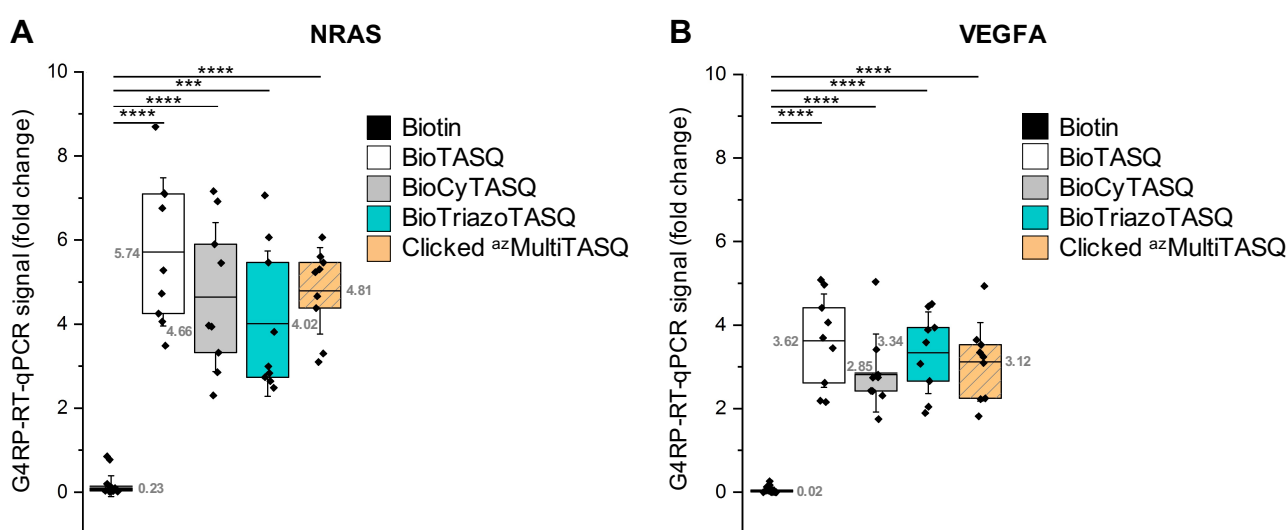 A
NRAS
G4RP-RT-qPCR signal (fold change)
10
8
6
4
2
0
****
***
****
****
5.74
4.66
4.02
4.81
0.23
Biotin
BioTASQ
BioCyTASQ
BioTriazoTASQ
Clicked ᵃᶻMultiTASQ
B
VEGFA
G4RP-RT-qPCR signal (fold change)
10
8
6
4
2
0
****
****
****
****
3.62
2.85
3.34
3.12
0.02
Biotin
BioTASQ
BioCyTASQ
BioTriazoTASQ
Clicked ᵃᶻMultiTASQ